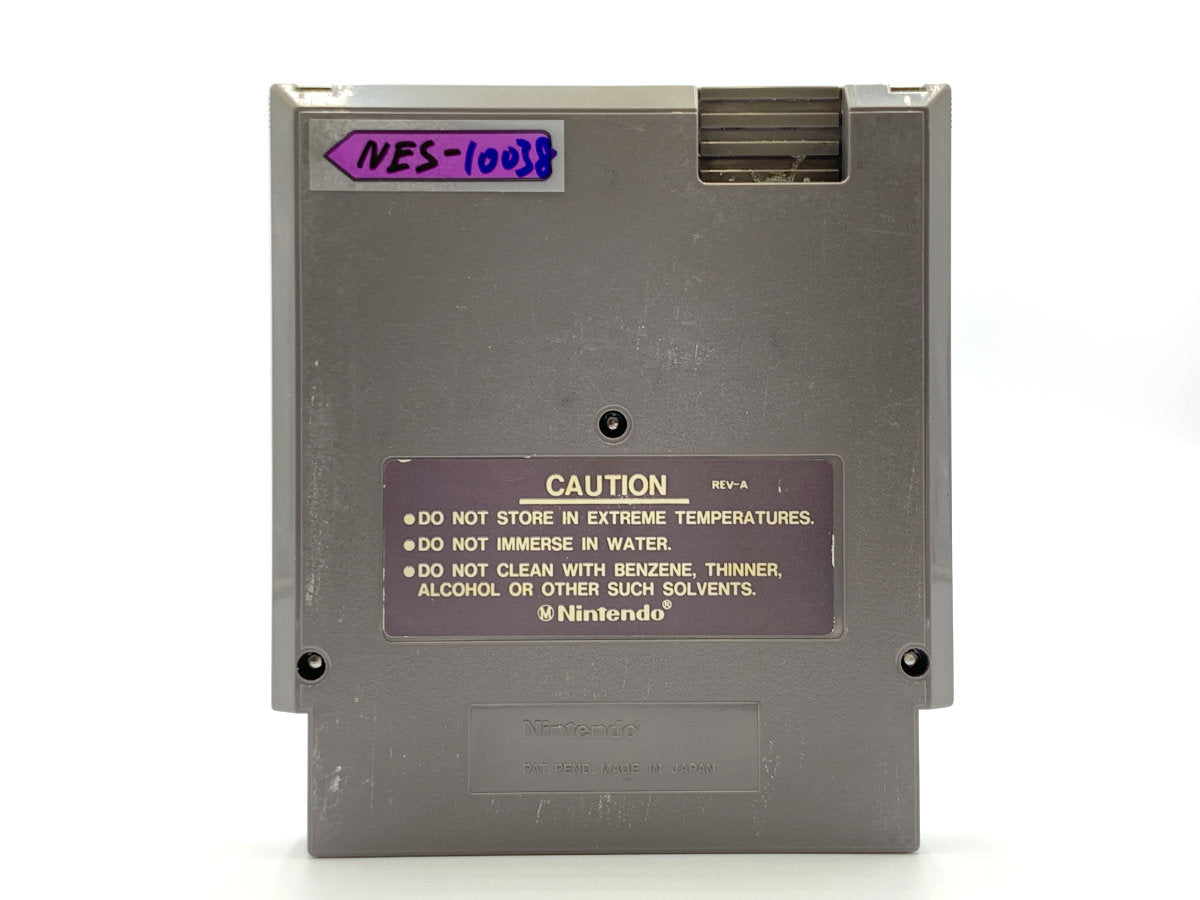 NES-10038
CAUTION REV-A
●DO NOT STORE IN EXTREME TEMPERATURES.
●DO NOT IMMERSE IN WATER.
●DO NOT CLEAN WITH BENZENE, THINNER,
ALCOHOL OR OTHER SUCH SOLVENTS.
Ⓜ Nintendo®
Nintendo®
PAT. PEND. MADE IN JAPAN